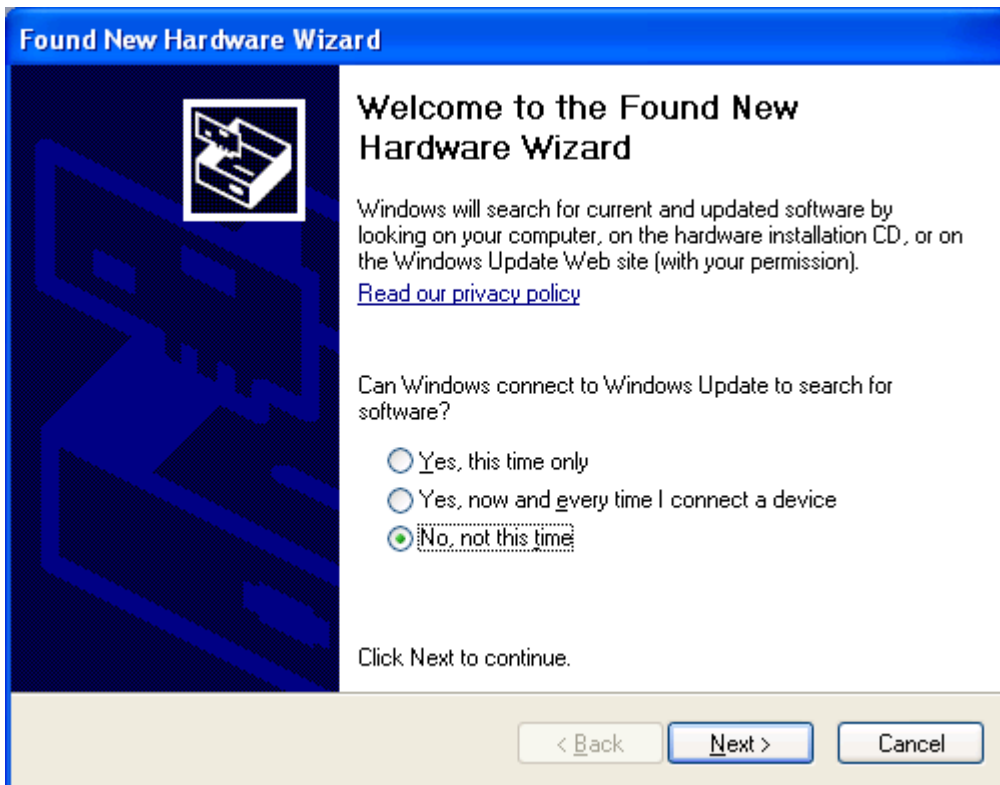 Found New Hardware Wizard
Welcome to the Found New
Hardware Wizard
Windows will search for current and updated software by
looking on your computer, on the hardware installation CD, or on
the Windows Update Web site (with your permission).
Read our privacy policy
Can Windows connect to Windows Update to search for
software?
Yes, this time only
Yes, now and every time I connect a device
No, not this time
Click Next to continue.
< Back
Next >
Cancel